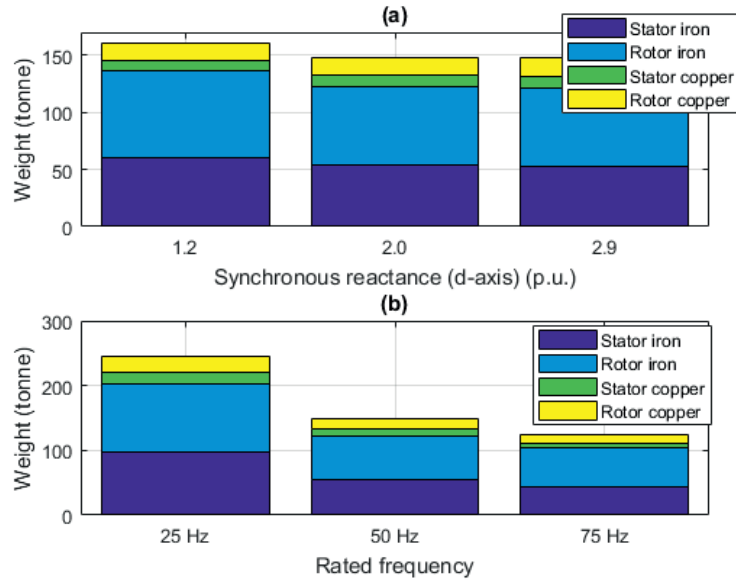 (a)
Weight (tonne)
150
100
50
0
Stator iron
Rotor iron
Stator copper
Rotor copper
1.2 2.0 2.9
Synchronous reactance (d-axis) (p.u.)
(b)
Weight (tonne)
300
200
100
0
Stator iron
Rotor iron
Stator copper
Rotor copper
25 Hz 50 Hz 75 Hz
Rated frequency